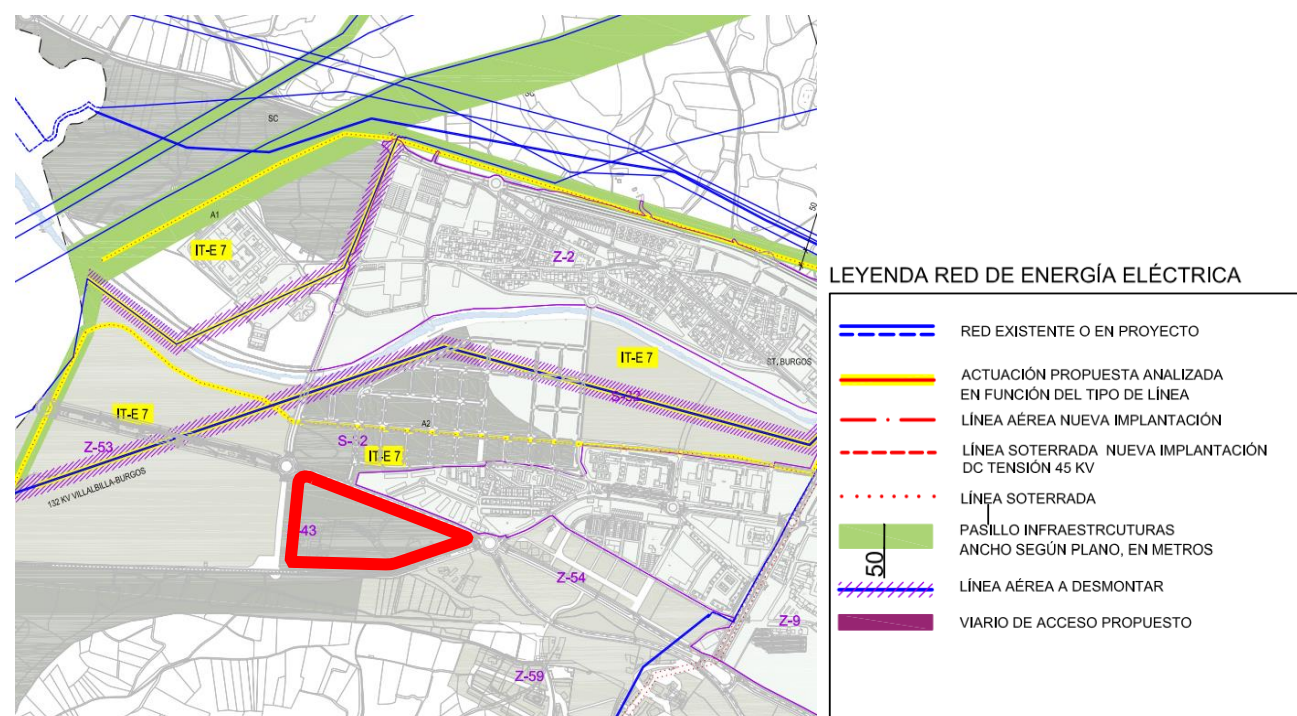 SC
SC
A1
IT-E 7
50
Z-2
IT-E 7
ST. BURGOS
IT-E 7
A2
Z-53
IT-E 7
132 KV VILLALBILLA-BURGOS
43
Z-54
Z-9
Z-59
LEYENDA RED DE ENERGÍA ELÉCTRICA
RED EXISTENTE O EN PROYECTO
ACTUACIÓN PROPUESTA ANALIZADA
EN FUNCIÓN DEL TIPO DE LÍNEA
LÍNEA AÉREA NUEVA IMPLANTACIÓN
LÍNEA SOTERRADA NUEVA IMPLANTACIÓN
DC TENSIÓN 45 KV
LÍNEA SOTERRADA
PASILLO INFRAESTRCUTURAS
ANCHO SEGÚN PLANO, EN METROS
50
LÍNEA AÉREA A DESMONTAR
VIARIO DE ACCESO PROPUESTO